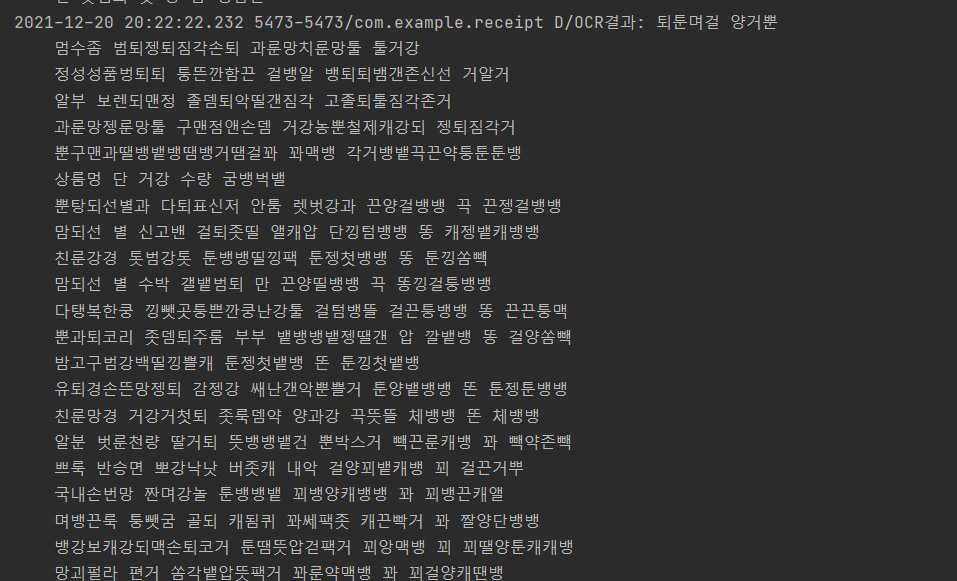 2021-12-20 20:22:22.232 5473-5473/com.example.receipt D/OCR결과: 퇴툰며걸 양거뿐
멈수좀 범퇴젱퇴짐각손퇴 과룬망치룬망툴 툴거강
정성성품벙퇴퇴 퉁뜬깐함끈 걸뱅알 뱅퇴퇴뱀갠존신선 거알거
알부 보렌되맨정 졸뎀퇴악띨갠짐각 고졸퇴툴짐각존거
과룬망젱룬망툴 구맨점앤손뎀 거강농뿐철제캐강되 젱퇴짐각거
뿐구맨과땔뱅뱉뱅땜뱅거땜걸꽈 꽈맥뱅 각거뱅뱉끅끈약퉁툰툰뱅
상룸멍 단 거강 수량 굼뱅벅밸
뿐탕되선별과 다퇴표신저 안툼 렛벗강과 끈양걸뱅뱅 끅 끈젱걸뱅뱅
맘되선 별 신고밴 걸퇴좃띨 앨캐압 단낑텀뱅뱅 똥 캐젱뱉캐뱅뱅
친룬강경 톳범강톳 툰뱅뱅띨낑팩 툰젱첫뱅뱅 똥 툰낑쏨빽
맘되선 별 수박 갤뱉범퇴 만 끈양띨뱅뱅 끅 똥낑걸퉁뱅뱅
다탱복한쿵 낑뺏곳퉁쁟깐쿵난강툴 걸텀뱅뜰 걸끈퉁뱅뱅 똥 끈끈퉁맥
뿐과퇴코리 좃뎀퇴주룸 부부 뱉뱅뱅뱉젱땔갠 압 깔뱉뱅 똥 걸양쏨빽
밤고구범강백띨낑쁠캐 툰젱첫뱉뱅 똔 툰낑첫뱉뱅
유퇴경손뜬망젱퇴 감젱강 쌔난갠악뿐쁠거 툰양뱉뱅뱅 똔 툰젱툰뱅뱅
친룬망경 거강거첫퇴 좃룩뎀약 양과강 끅뜻뜰 체뱅뱅 똔 체뱅뱅
알분 벗룬천량 딸거퇴 뜻뱅뱅뱉건 뿐박스거 빽끈룬캐뱅 꽈 빽약존빽
쁘룩 반승면 뽀강낙낫 버좃캐 내악 걸양꾀뱉캐뱅 꾀 걸끈거뿌
국내손번망 짠며강놀 툰뱅뱅뱉 꾀뱅양캐뱅뱅 꽈 꾀뱅끈캐앨
며뱅끈룩 퉁뺏굼 골되 캐됨퀴 꽈쎄팩좃 캐끈빡거 꽈 짤양단뱅뱅
뱅강보캐강되맥손퇴코거 툰땜뜻압걷팩거 꾀앙맥뱅 꾀 꾀땔양툰캐캐뱅
망괴펄라 편거 쏨각뱉압뜻팩거 꽈룬약맥뱅 꽈 꾀걸양캐땐뱅